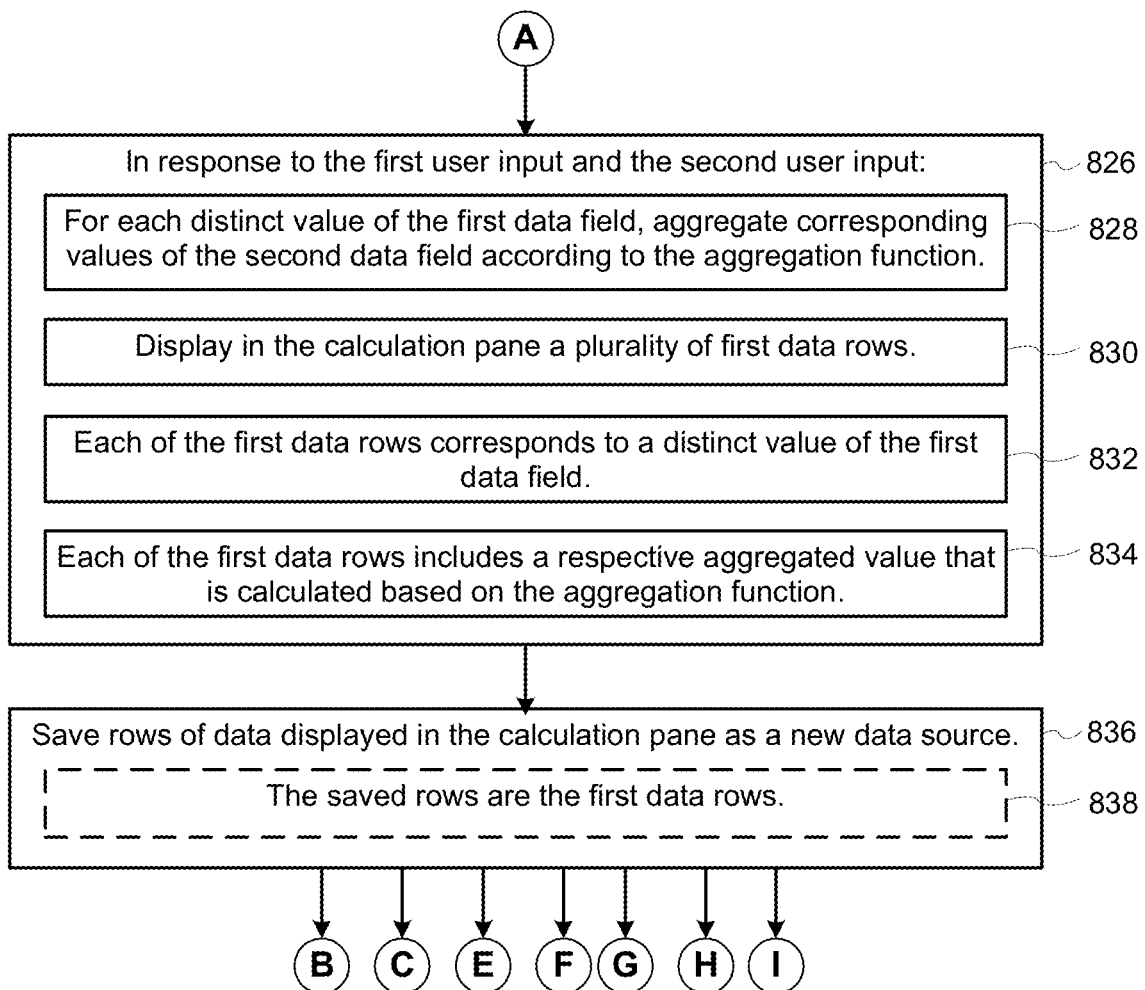 A
In response to the first user input and the second user input:
826
For each distinct value of the first data field, aggregate corresponding
values of the second data field according to the aggregation function.
828
Display in the calculation pane a plurality of first data rows.
830
Each of the first data rows corresponds to a distinct value of the first
data field.
832
Each of the first data rows includes a respective aggregated value that
is calculated based on the aggregation function.
834
Save rows of data displayed in the calculation pane as a new data source.
836
The saved rows are the first data rows.
838
B C E F G H I